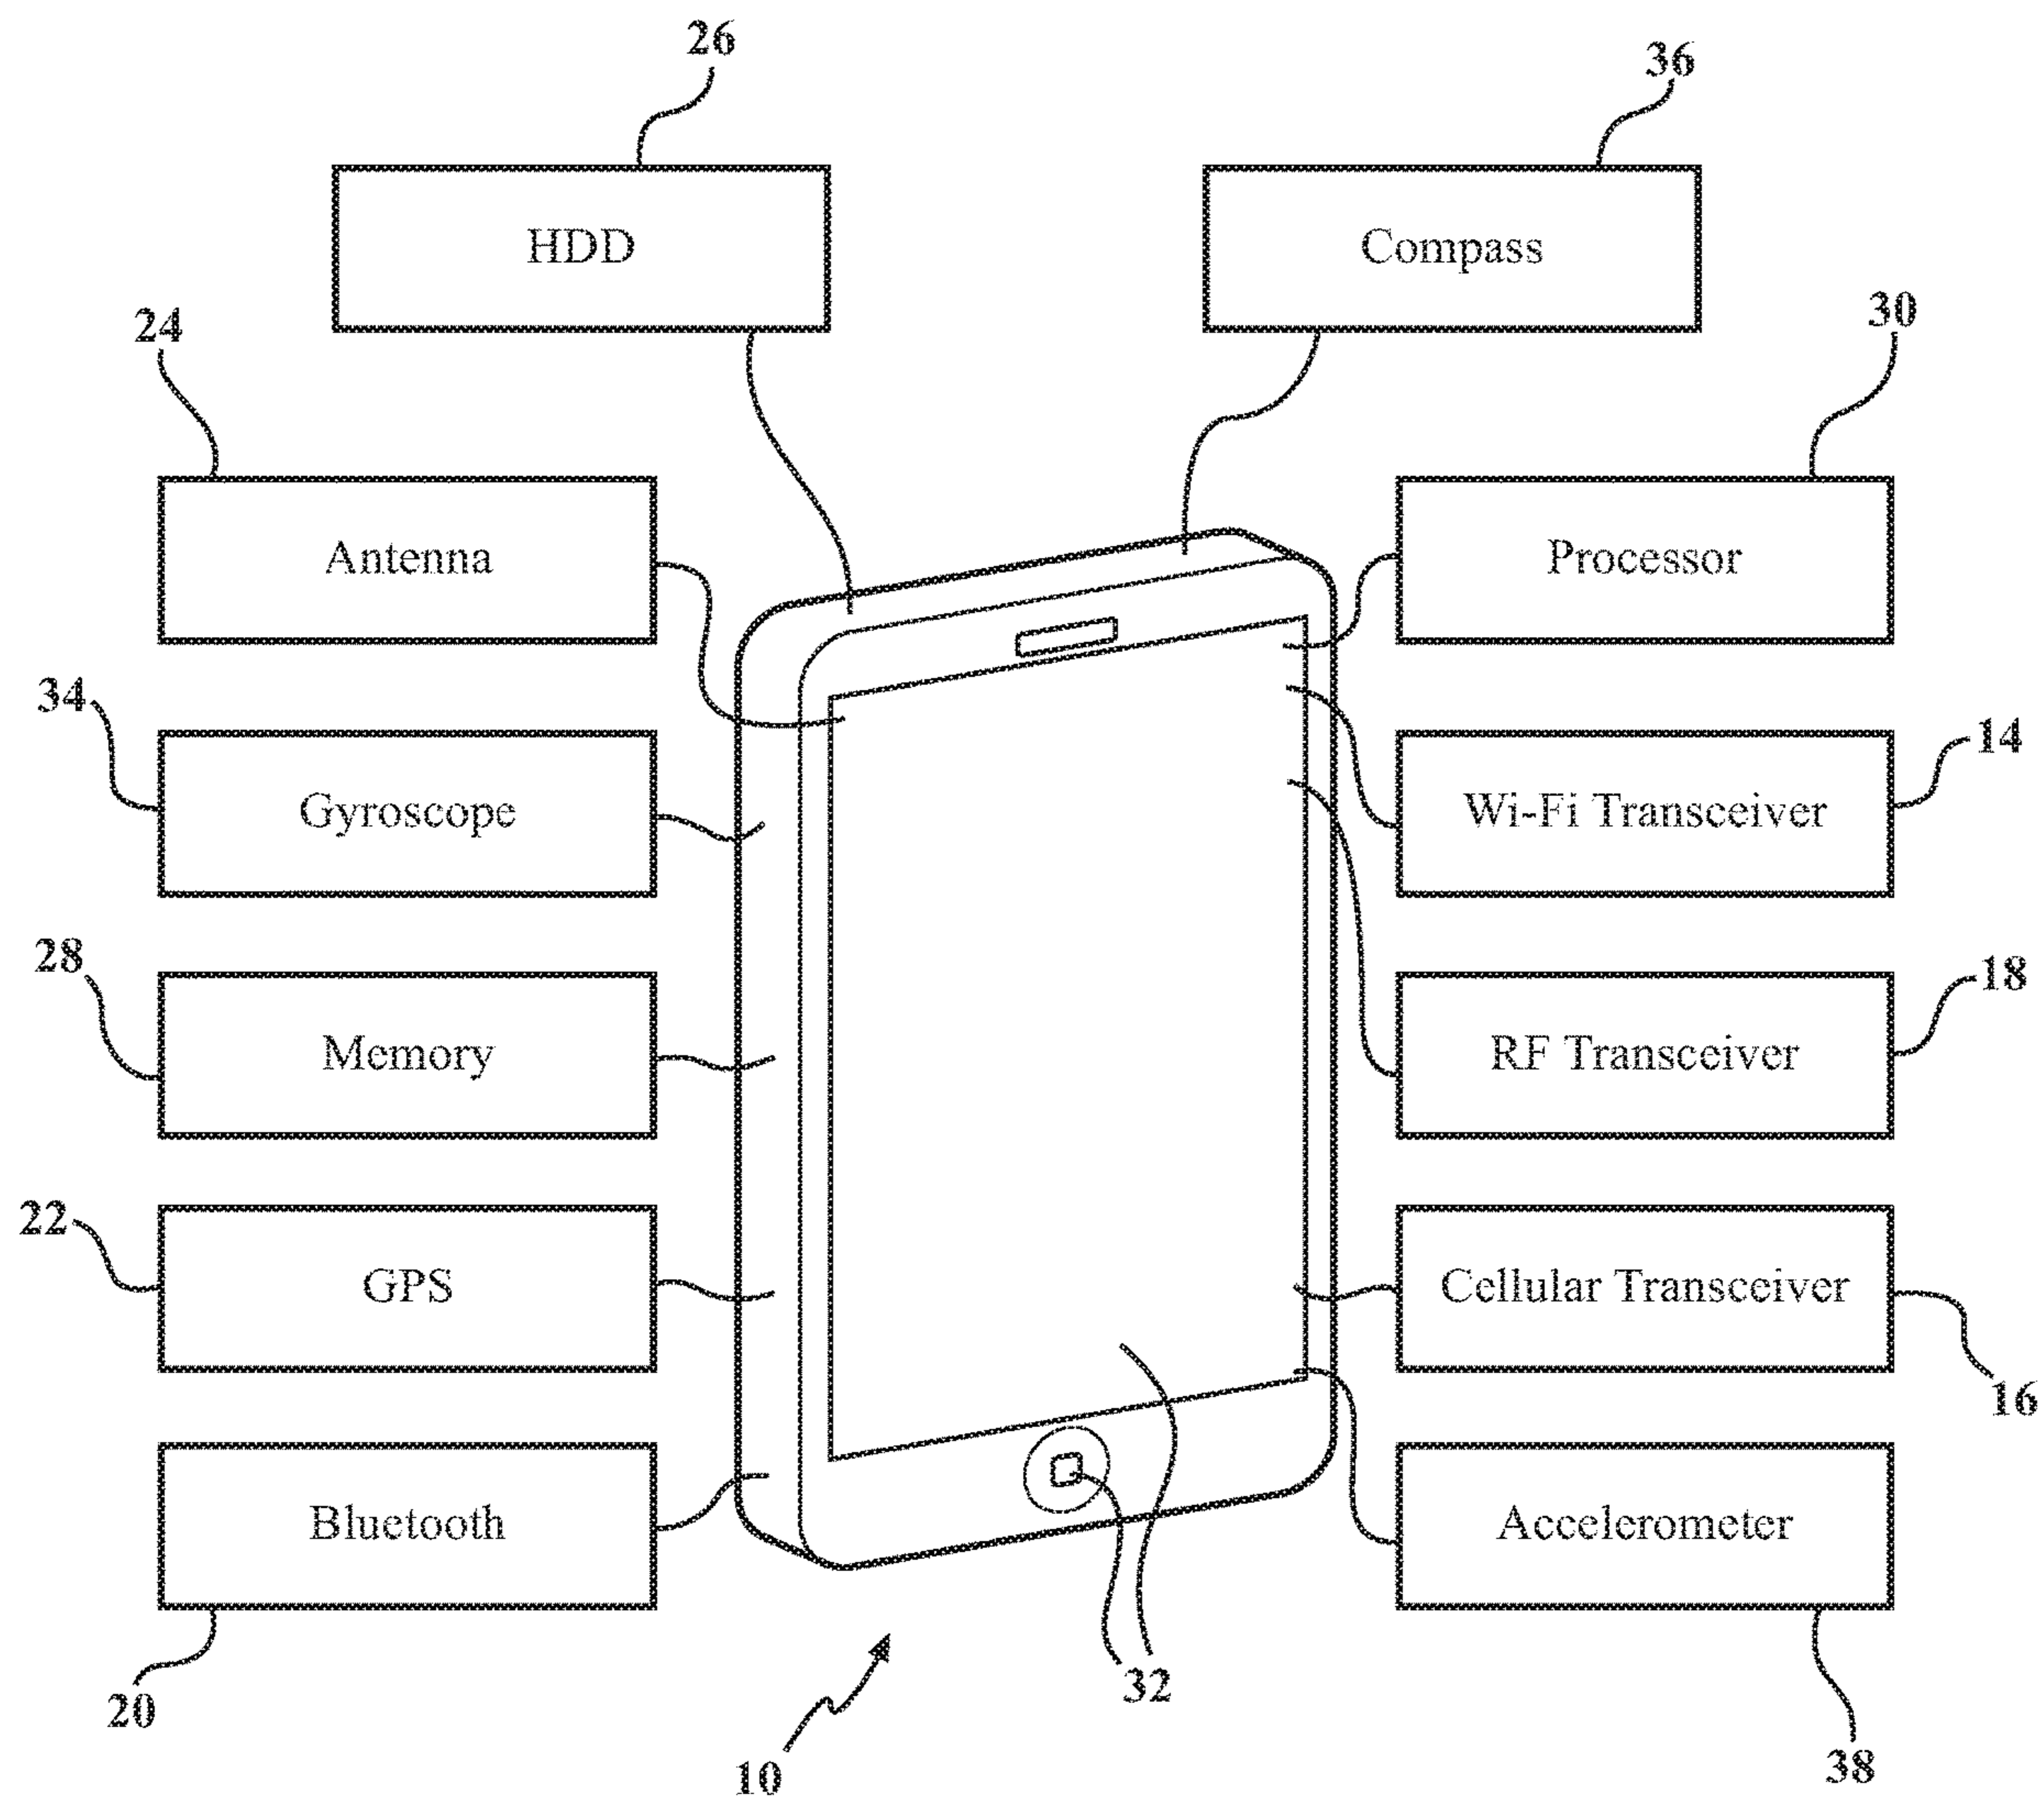 26
36
HDD
Compass
24
30
Antenna
Processor
34
14
Gyroscope
Wi-Fi Transceiver
28
18
Memory
RF Transceiver
22
GPS
Cellular Transceiver
16
Bluetooth
Accelerometer
20
32
10
38